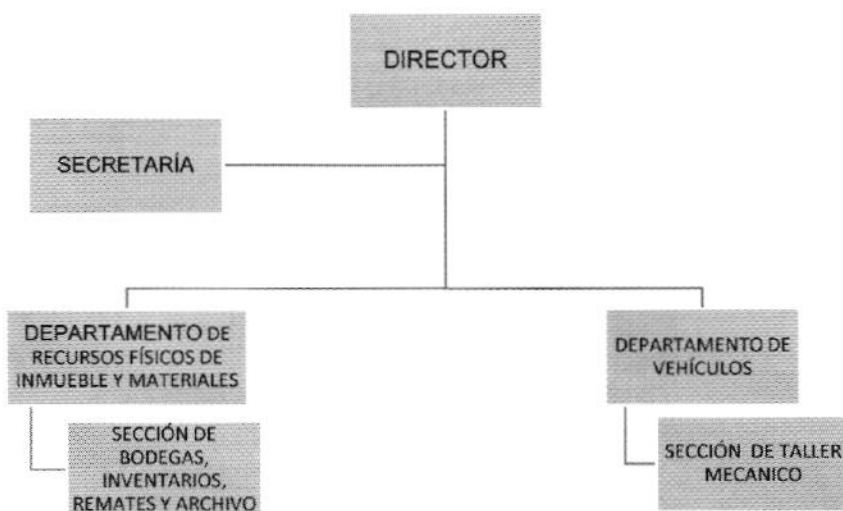 DIRECTOR
SECRETARÍA
DEPARTAMENTO DE
RECURSOS FÍSICOS DE
INMUEBLE Y MATERIALES
DEPARTAMENTO DE
VEHÍCULOS
SECCIÓN DE
BODEGAS,
INVENTARIOS,
REMATES Y ARCHIVO
SECCIÓN DE TALLER
MECANICO